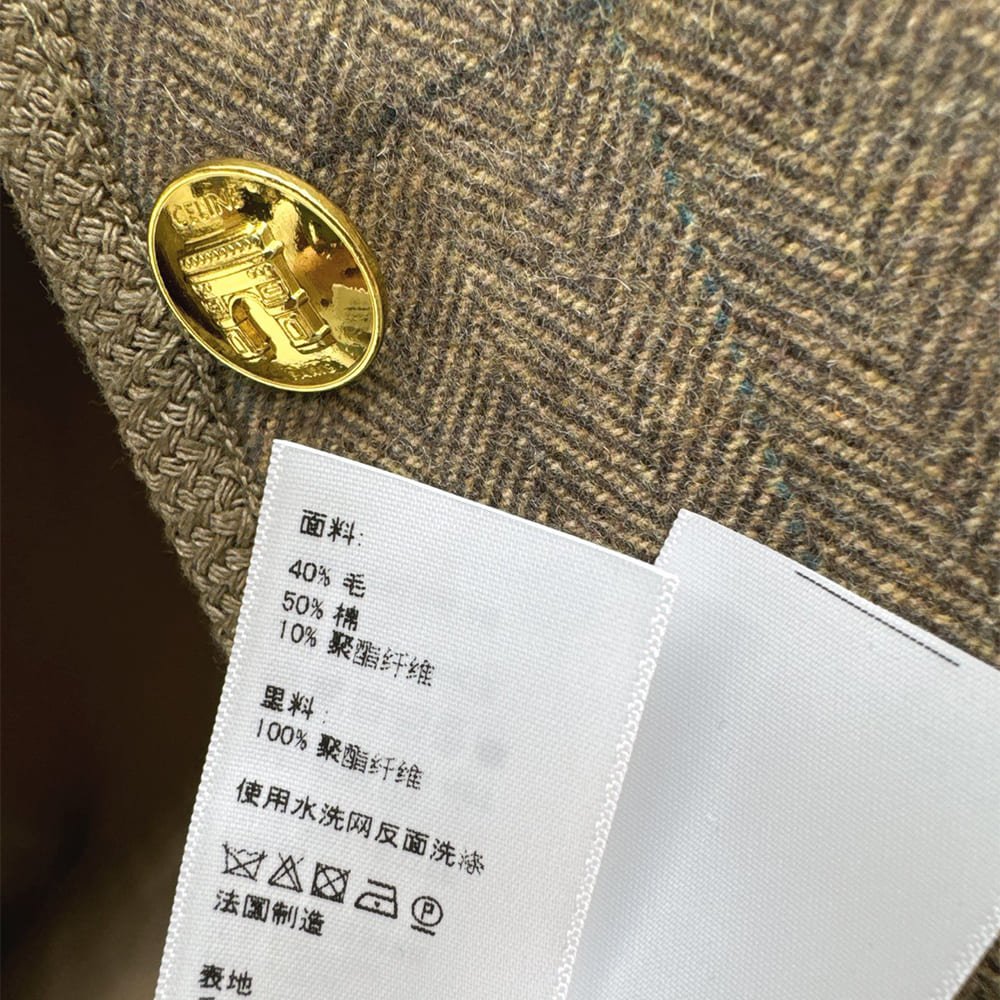 CELINE
PARIS
面料:
40% 毛
50% 棉
10% 聚酯纤维
里料:
100% 聚酯纤维
使用水洗网反面洗涤
P
法國制造
表地